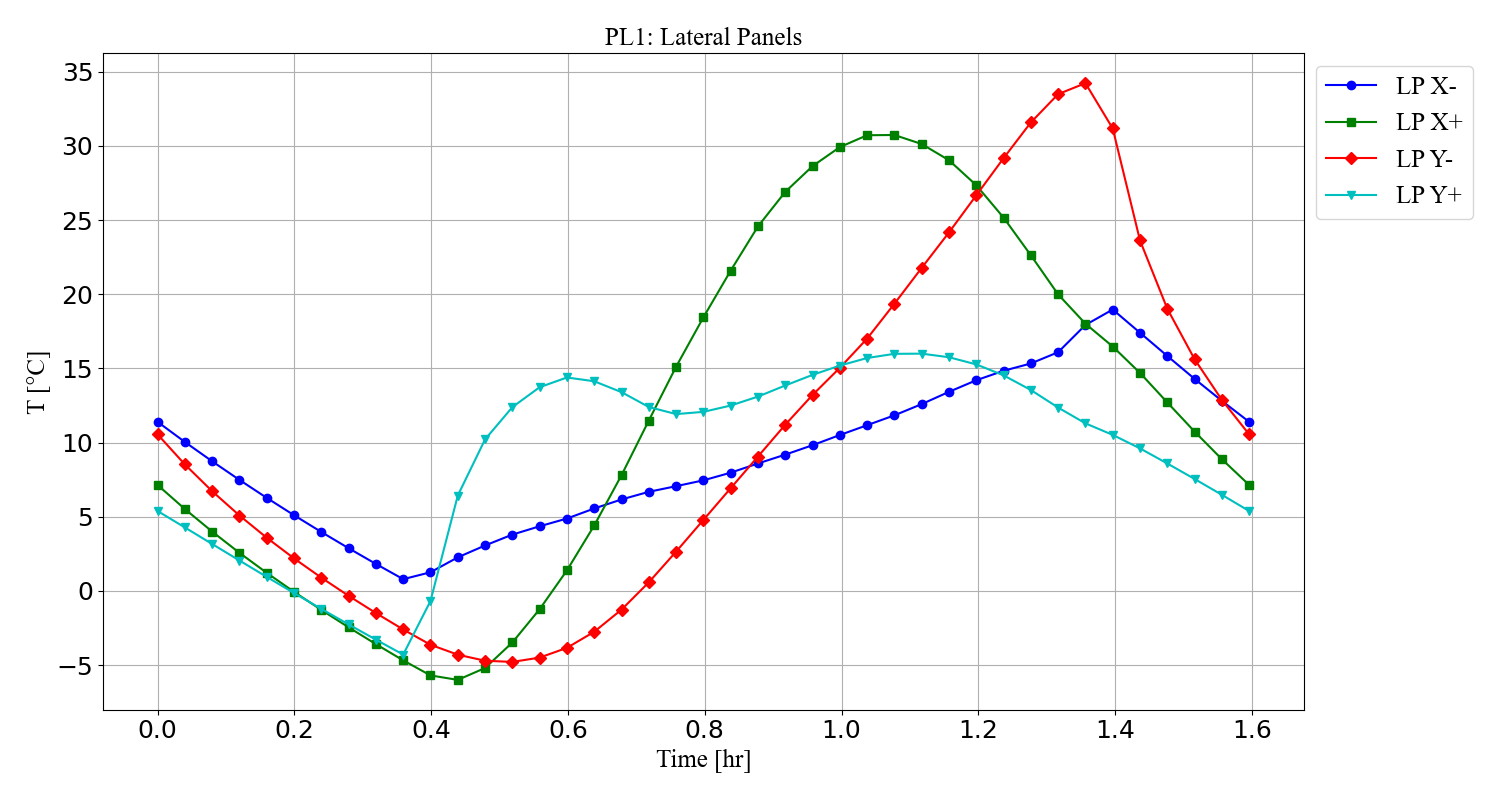 PL1: Lateral Panels
35
30
25
20
15
10
5
0
−5
T [°C]
0.0 0.2 0.4 0.6 0.8 1.0 1.2 1.4 1.6
Time [hr]
LP X-
LP X+
LP Y-
LP Y+